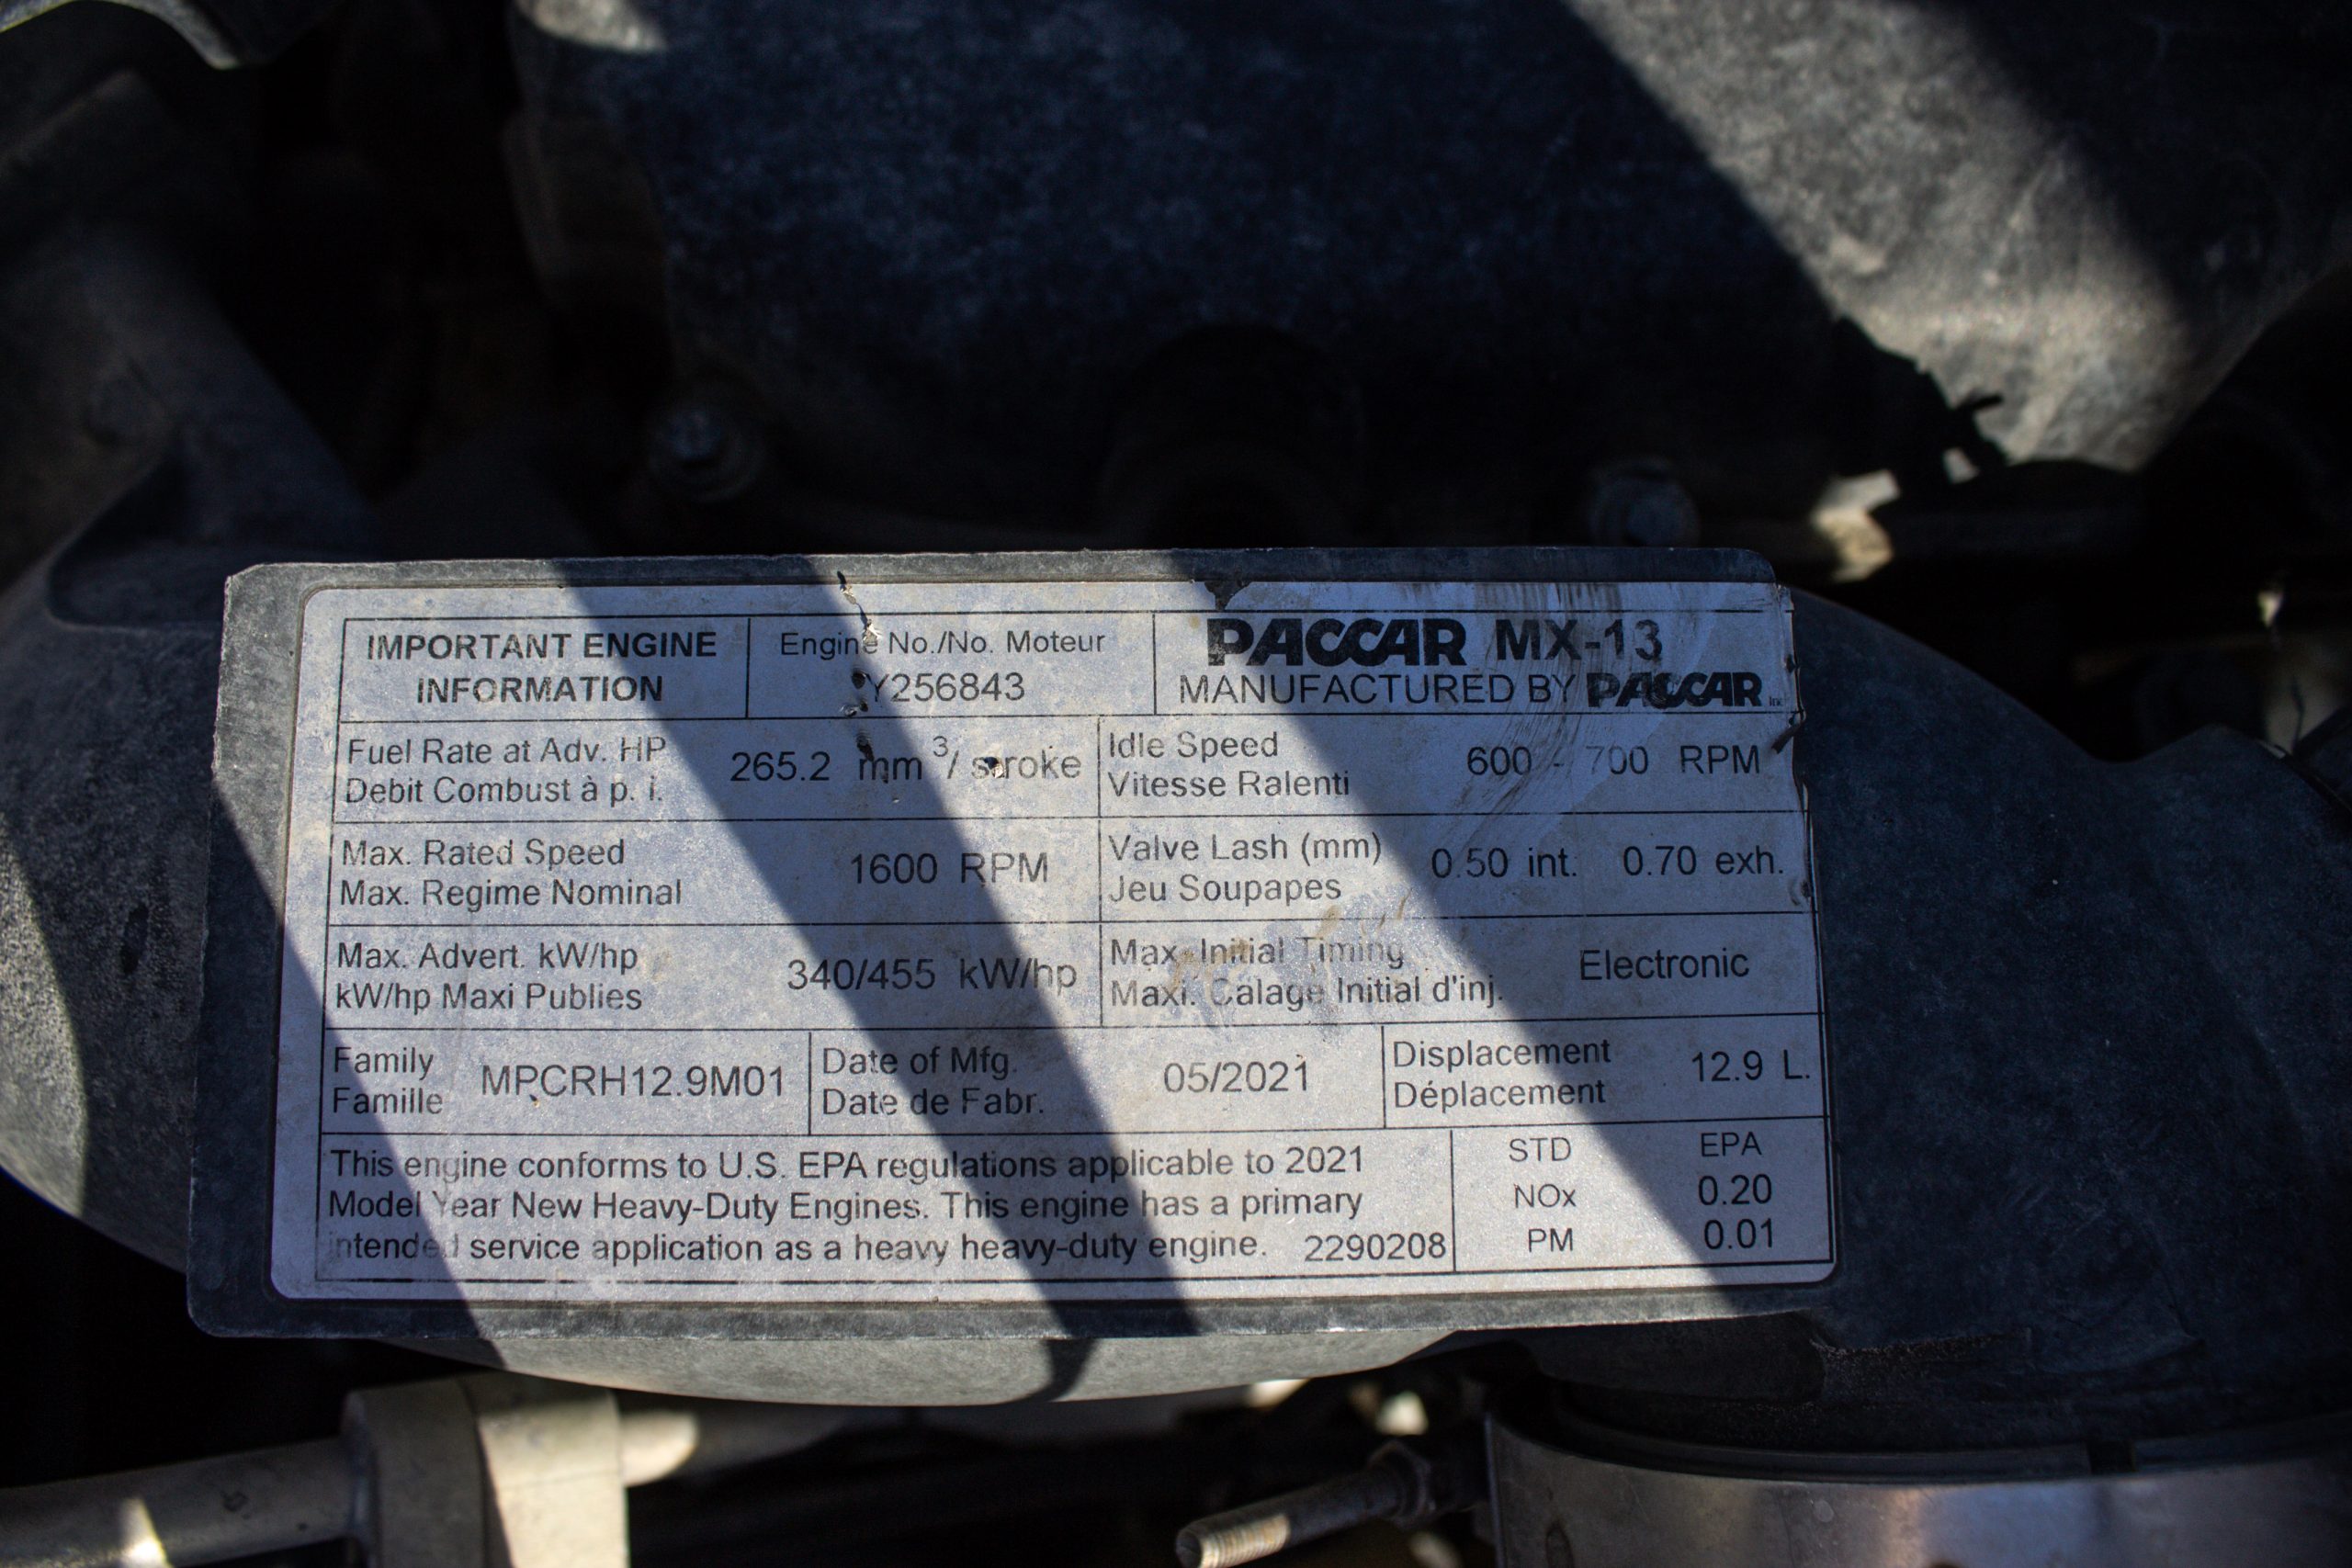 IMPORTANT ENGINE
INFORMATION
Engine No./No. Moteur
Y256843
PACCAR MX-13
MANUFACTURED BY PACCAR Inc
Fuel Rate at Adv. HP
Debit Combust à p. i.
265.2 mm³/ stroke
Idle Speed
Vitesse Ralenti
600 - 700 RPM
Max. Rated Speed
Max. Regime Nominal
1600 RPM
Valve Lash (mm)
Jeu Soupapes
0.50 int. 0.70 exh.
Max. Advert. kW/hp
kW/hp Maxi Publies
340/455 kW/hp
Max. Initial Timing
Maxi. Calage Initial d'inj.
Electronic
Family
Famille
MPCRH12.9M01
Date of Mfg.
Date de Fabr.
05/2021
Displacement
Déplacement
12.9 L.
This engine conforms to U.S. EPA regulations applicable to 2021
Model Year New Heavy-Duty Engines. This engine has a primary
intended service application as a heavy heavy-duty engine. 2290208
STD EPA
NOx 0.20
PM 0.01